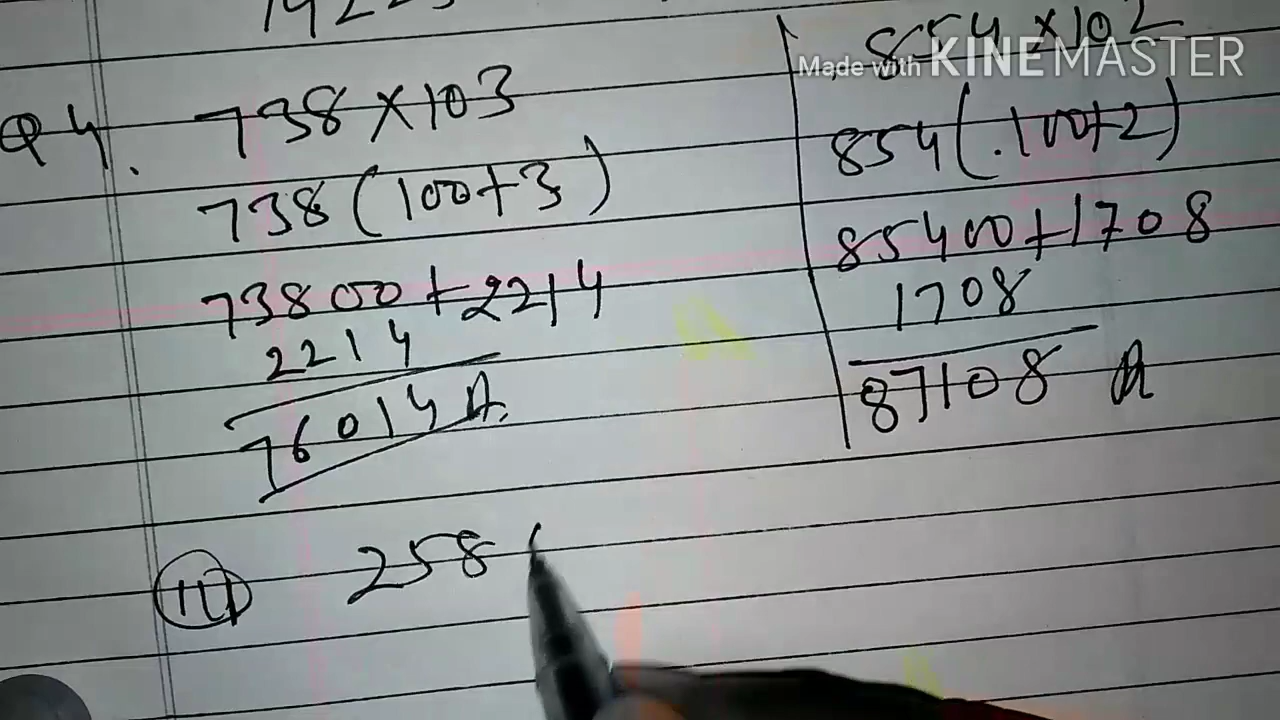 Q4. 738 × 103
738 (100+3)
73800+2214
2214
76014 A.
854 × 102
854 (.100+2)
85400+1708
1708
87108 A
III 258 (
Made with KINEMASTER